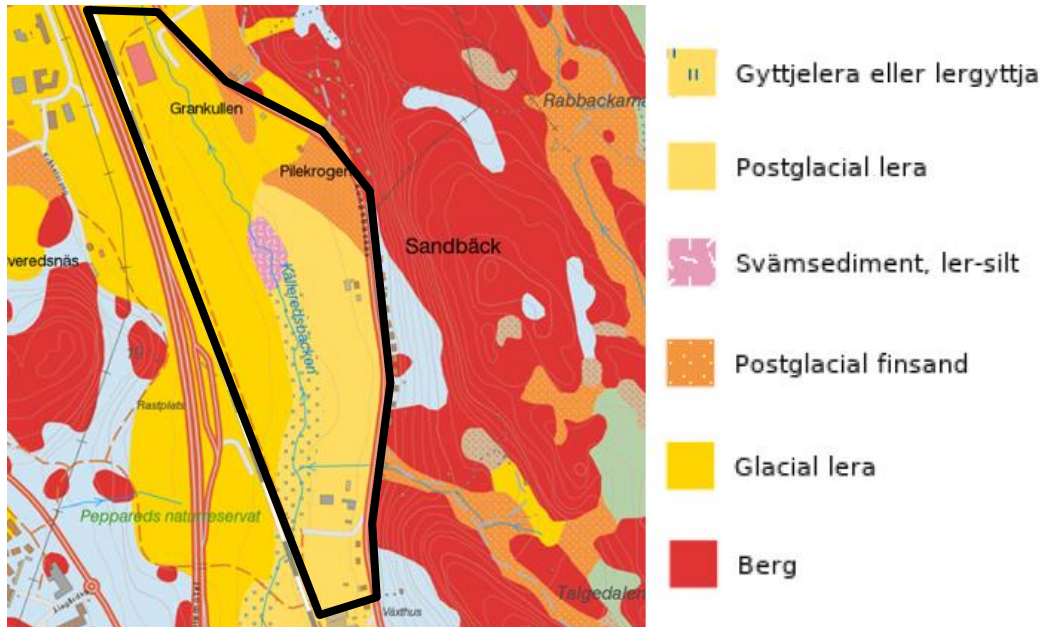 Grankullen
Rabbackarna
Pilekrogen
Sandbäck
veredsnäs
Källeredsbäcken
Rastplats
Peppareds naturreservat
Talgedalen
Växthus
Gyttjelera eller lergyttja
Postglacial lera
Svämsediment, ler-silt
Postglacial finsand
Glacial lera
Berg